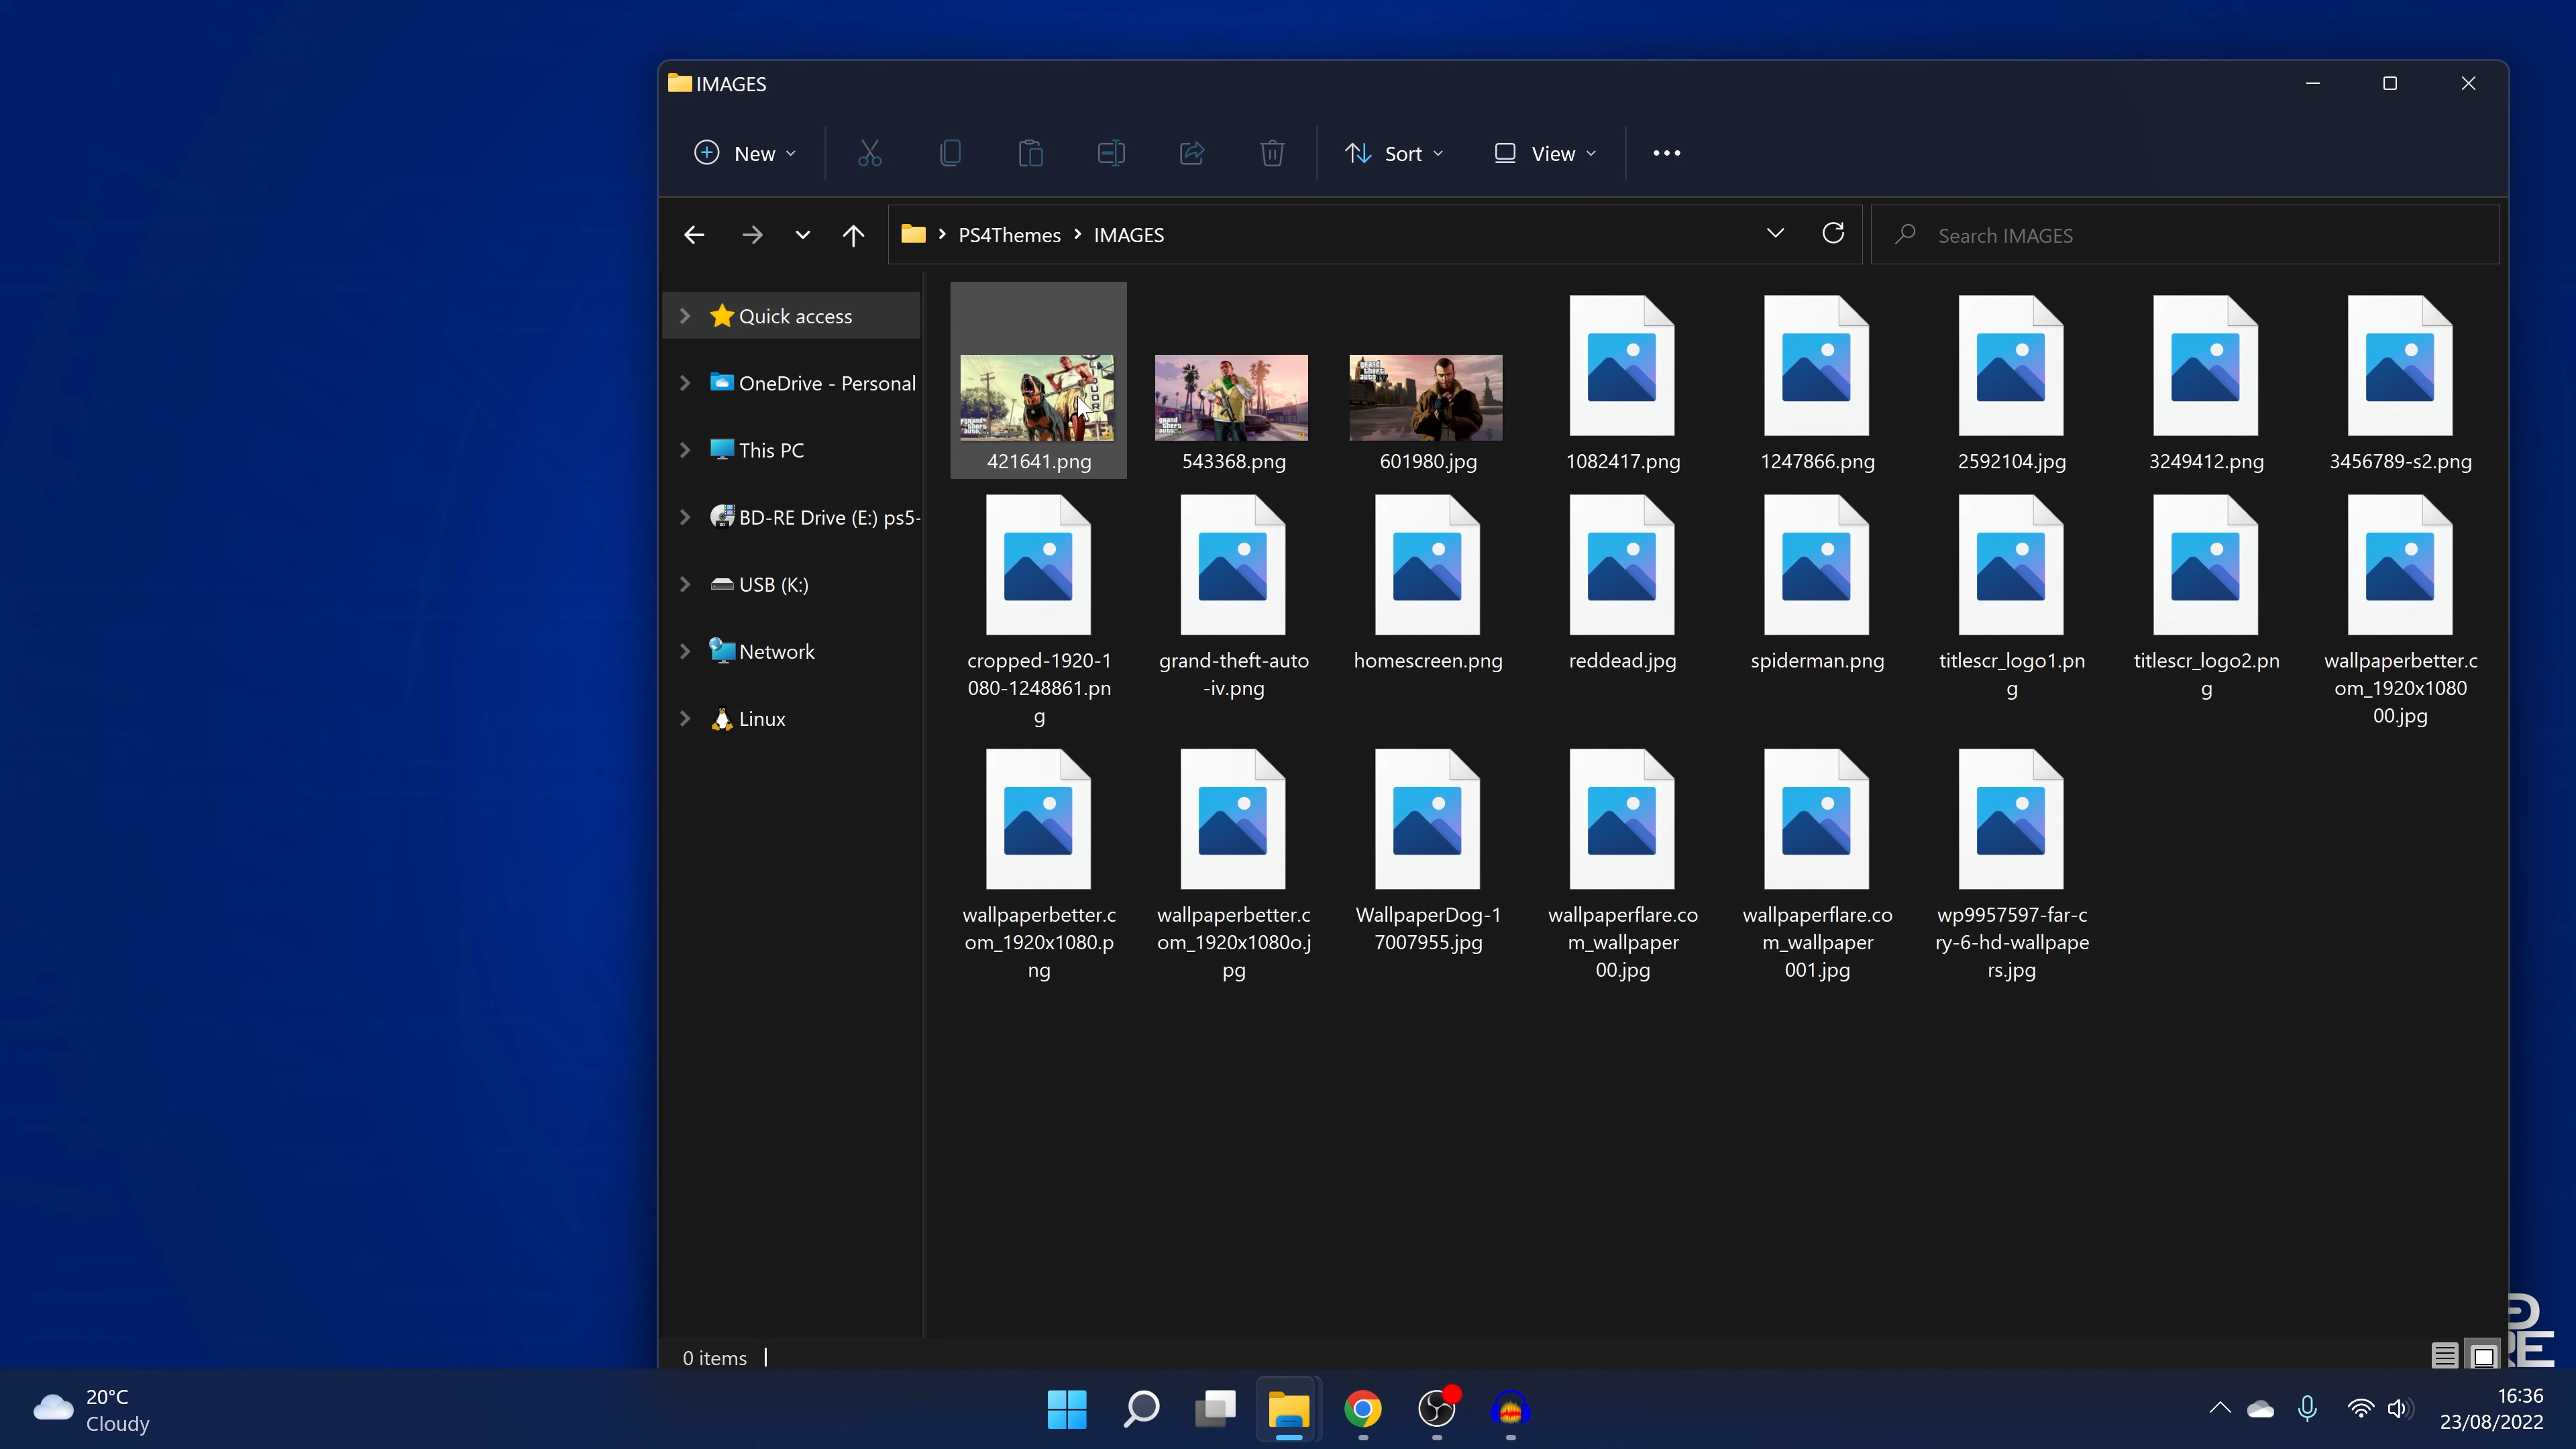 IMAGES
New
Sort
View
PS4Themes
IMAGES
Search IMAGES
Quick access
OneDrive - Personal
This PC
BD-RE Drive (E:) ps5-
USB (K:)
Network
Linux
421641.png
543368.png
601980.jpg
1082417.png
1247866.png
2592104.jpg
3249412.png
3456789-s2.png
cropped-1920-1
080-1248861.pn
g
grand-theft-auto
-iv.png
homescreen.png
reddead.jpg
spiderman.png
titlescr_logo1.pn
g
titlescr_logo2.pn
g
wallpaperbetter.c
om_1920x1080
00.jpg
wallpaperbetter.c
om_1920x1080.p
ng
wallpaperbetter.c
om_1920x1080o.j
pg
WallpaperDog-1
7007955.jpg
wallpaperflare.co
m_wallpaper
00.jpg
wallpaperflare.co
m_wallpaper
001.jpg
wp9957597-far-c
ry-6-hd-wallpape
rs.jpg
0 items
20°C
Cloudy
16:36
23/08/2022